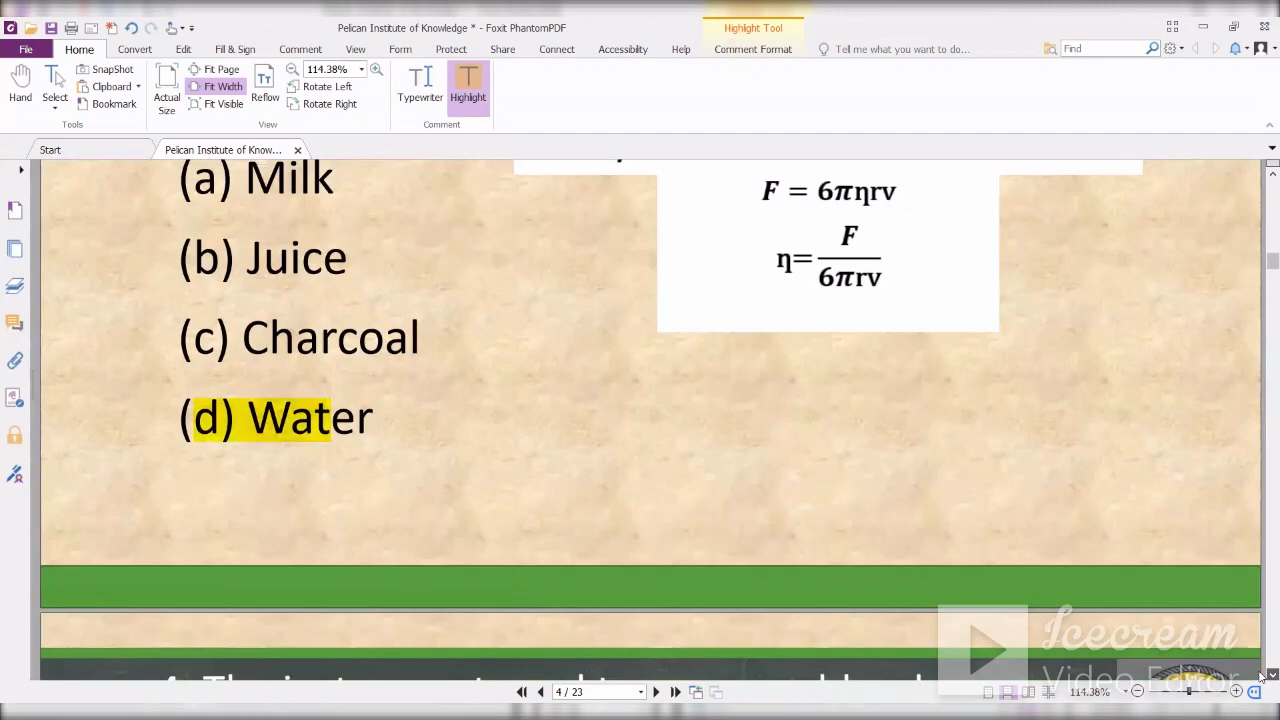 Pelican Institute of Knowledge * - Foxit PhantomPDF
Highlight Tool
File Home Convert Edit Fill & Sign Comment View Form Protect Share Connect Accessibility Help Comment Format Tell me what you want to do... Find
Hand
Select
SnapShot
Clipboard
Bookmark
Tools
Actual Size
Fit Page
Fit Width
Fit Visible
Reflow
114.38%
Rotate Left
Rotate Right
View
Typewriter
Highlight
Comment
Start
Pelican Institute of Know...
(a) Milk
(b) Juice
(c) Charcoal
(d) Water
F = 6πηrv
η= F
6πrv
Icecream
Video Editor
4 / 23
114.38%